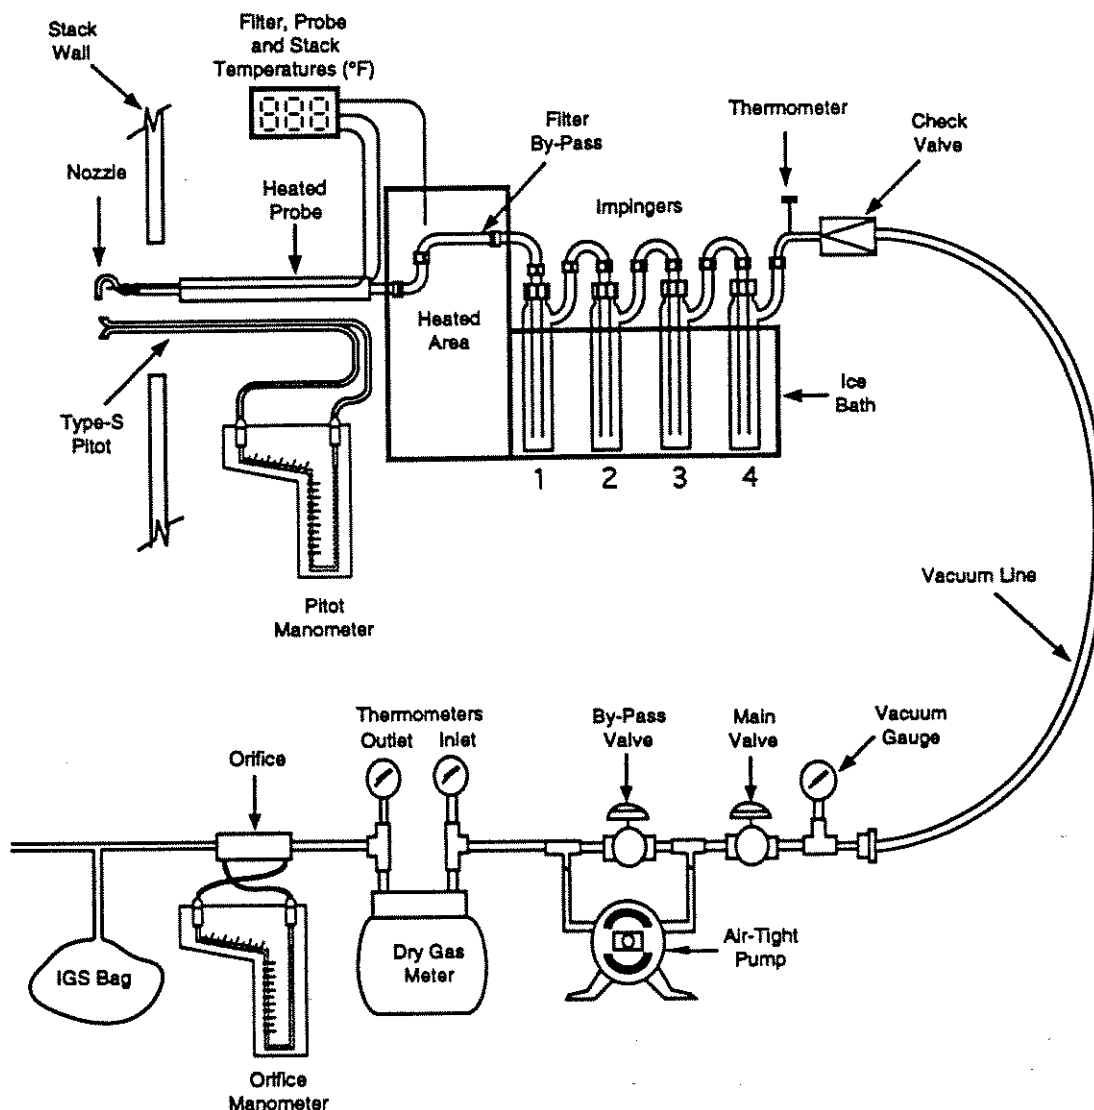 Stack
Wall
Filter, Probe
and Stack
Temperatures (°F)
888
Nozzle
Heated
Probe
Filter
By-Pass
Impingers
Thermometer
Check
Valve
Heated
Area
Type-S
Pitot
Ice
Bath
1 2 3 4
Pitot
Manometer
Vacuum Line
Orifice
Thermometers
Outlet Inlet
By-Pass
Valve
Main
Valve
Vacuum
Gauge
IGS Bag
Dry Gas
Meter
Air-Tight
Pump
Orifice
Manometer